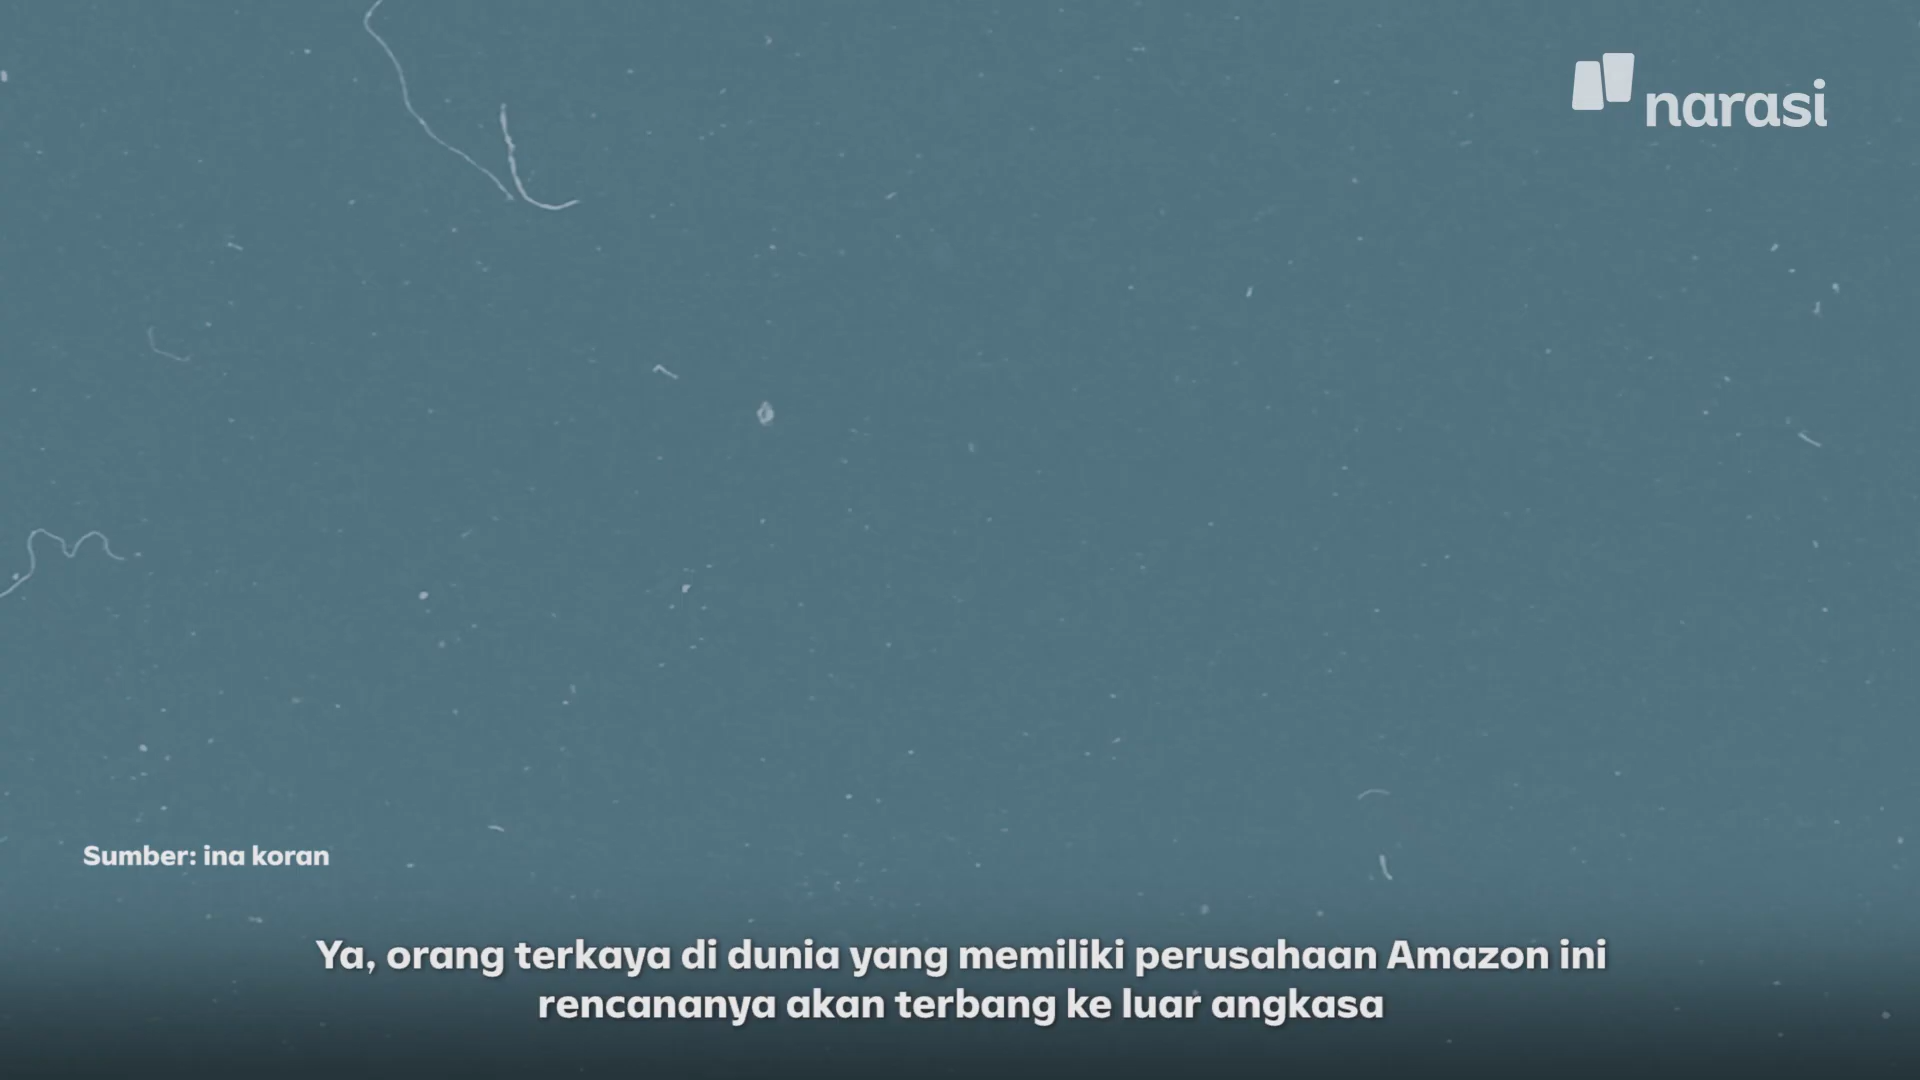 narasi
Sumber: ina koran
Ya, orang terkaya di dunia yang memiliki perusahaan Amazon ini
rencananya akan terbang ke luar angkasa